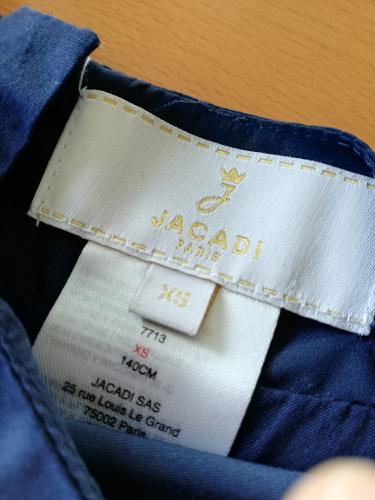 JACADI
PARIS
XS
7713
XS
140CM
JACADI SAS
25 rue Louis Le Grand
75002 Paris